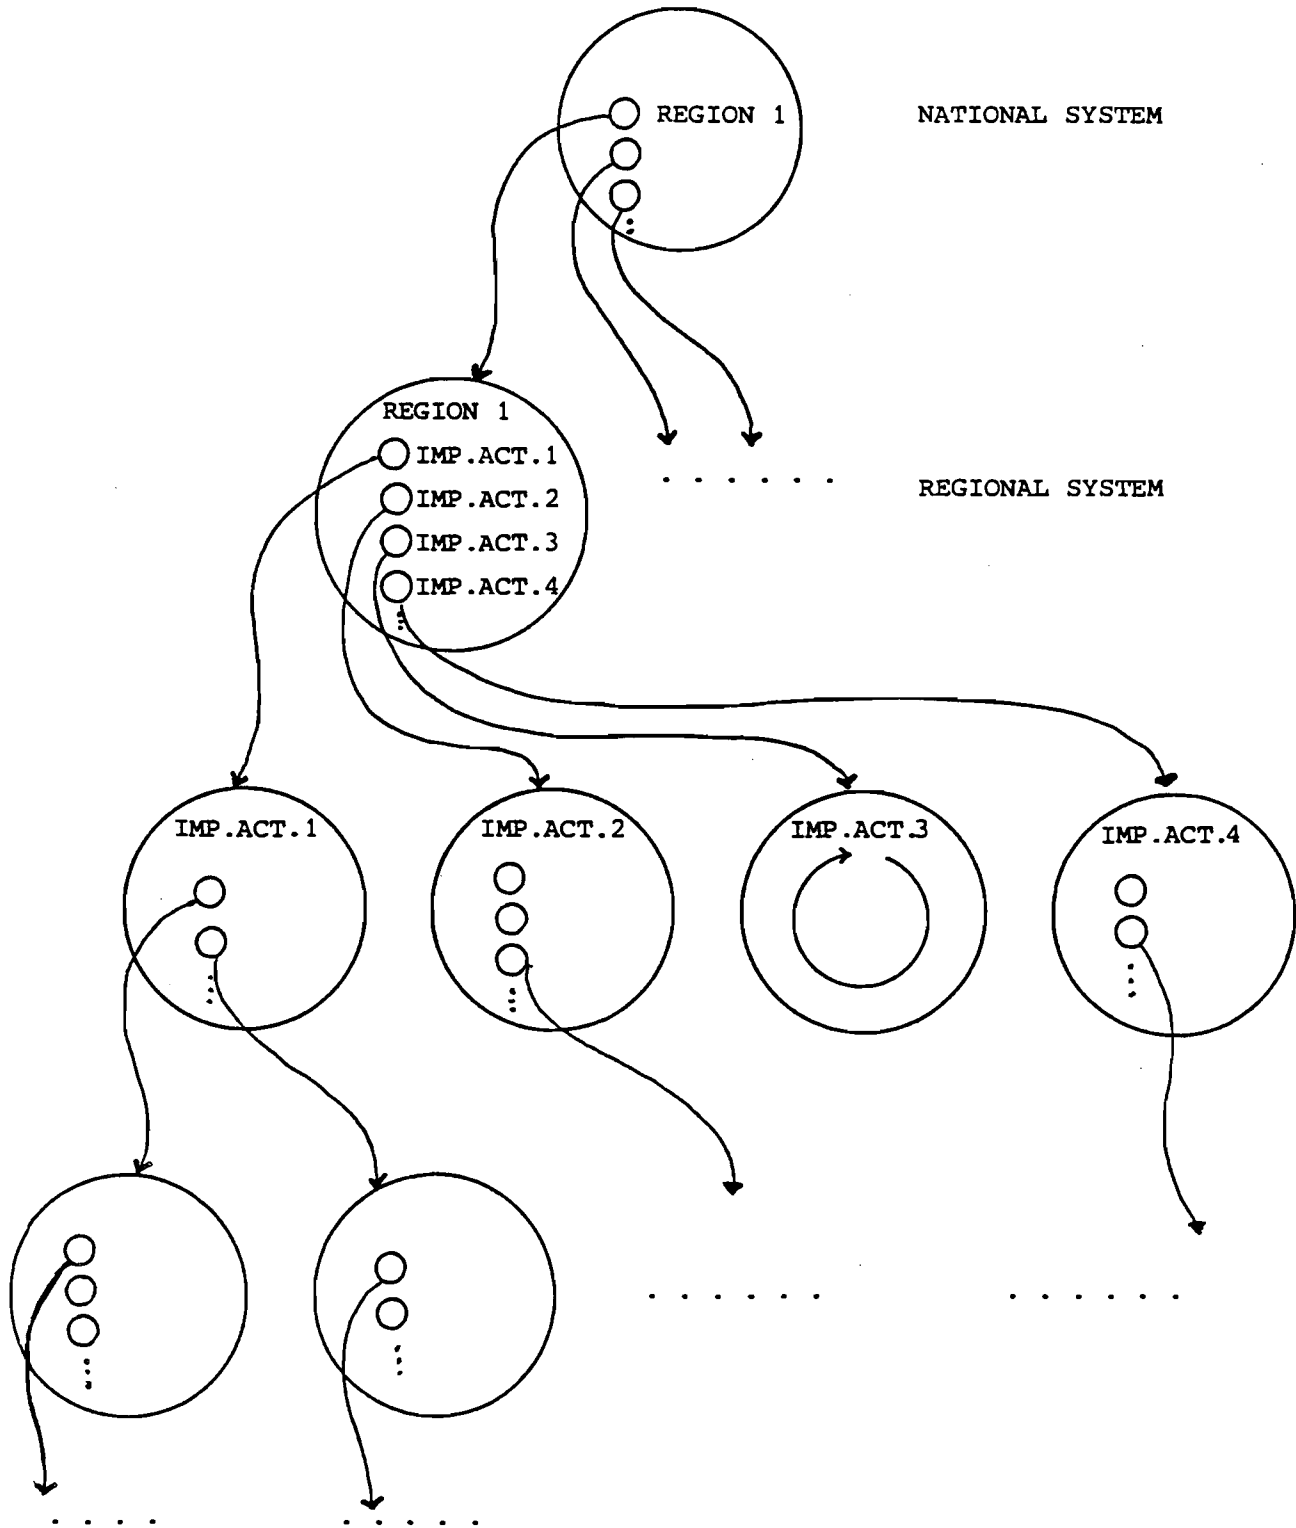 REGION 1
NATIONAL SYSTEM
REGION 1
IMP.ACT.1
IMP.ACT.2
IMP.ACT.3
IMP.ACT.4
REGIONAL SYSTEM
IMP.ACT.1
IMP.ACT.2
IMP.ACT.3
IMP.ACT.4